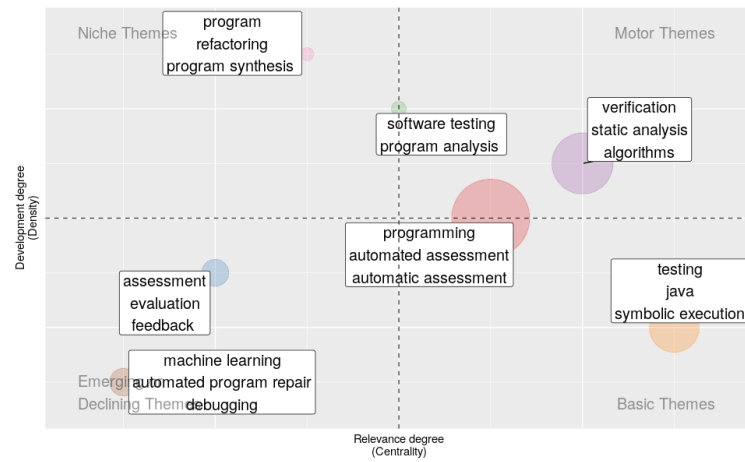 Niche Themes
program
refactoring
program synthesis
Motor Themes
software testing
program analysis
verification
static analysis
algorithms
Development degree
(Density)
programming
automated assessment
automatic assessment
assessment
evaluation
feedback
testing
java
symbolic execution
machine learning
automated program repair
debugging
Emerging or
Declining Themes
Basic Themes
Relevance degree
(Centrality)